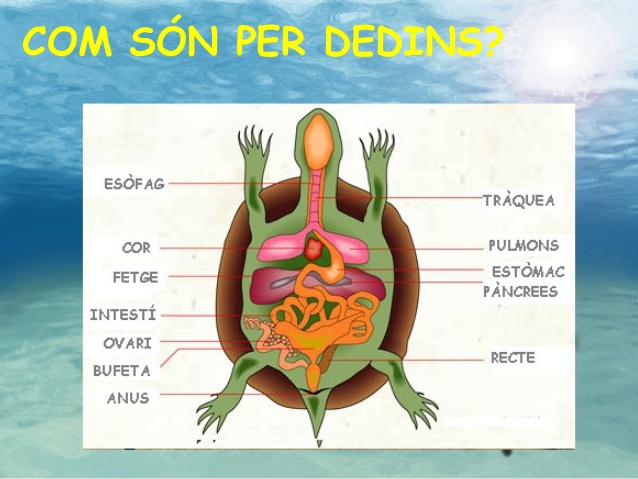 COM SÓN PER DEDINS?
ESÒFAG
COR
FETGE
INTESTÍ
OVARI
BUFETA
ANUS
TRÀQUEA
PULMONS
ESTÒMAC
PÀNCREES
RECTE